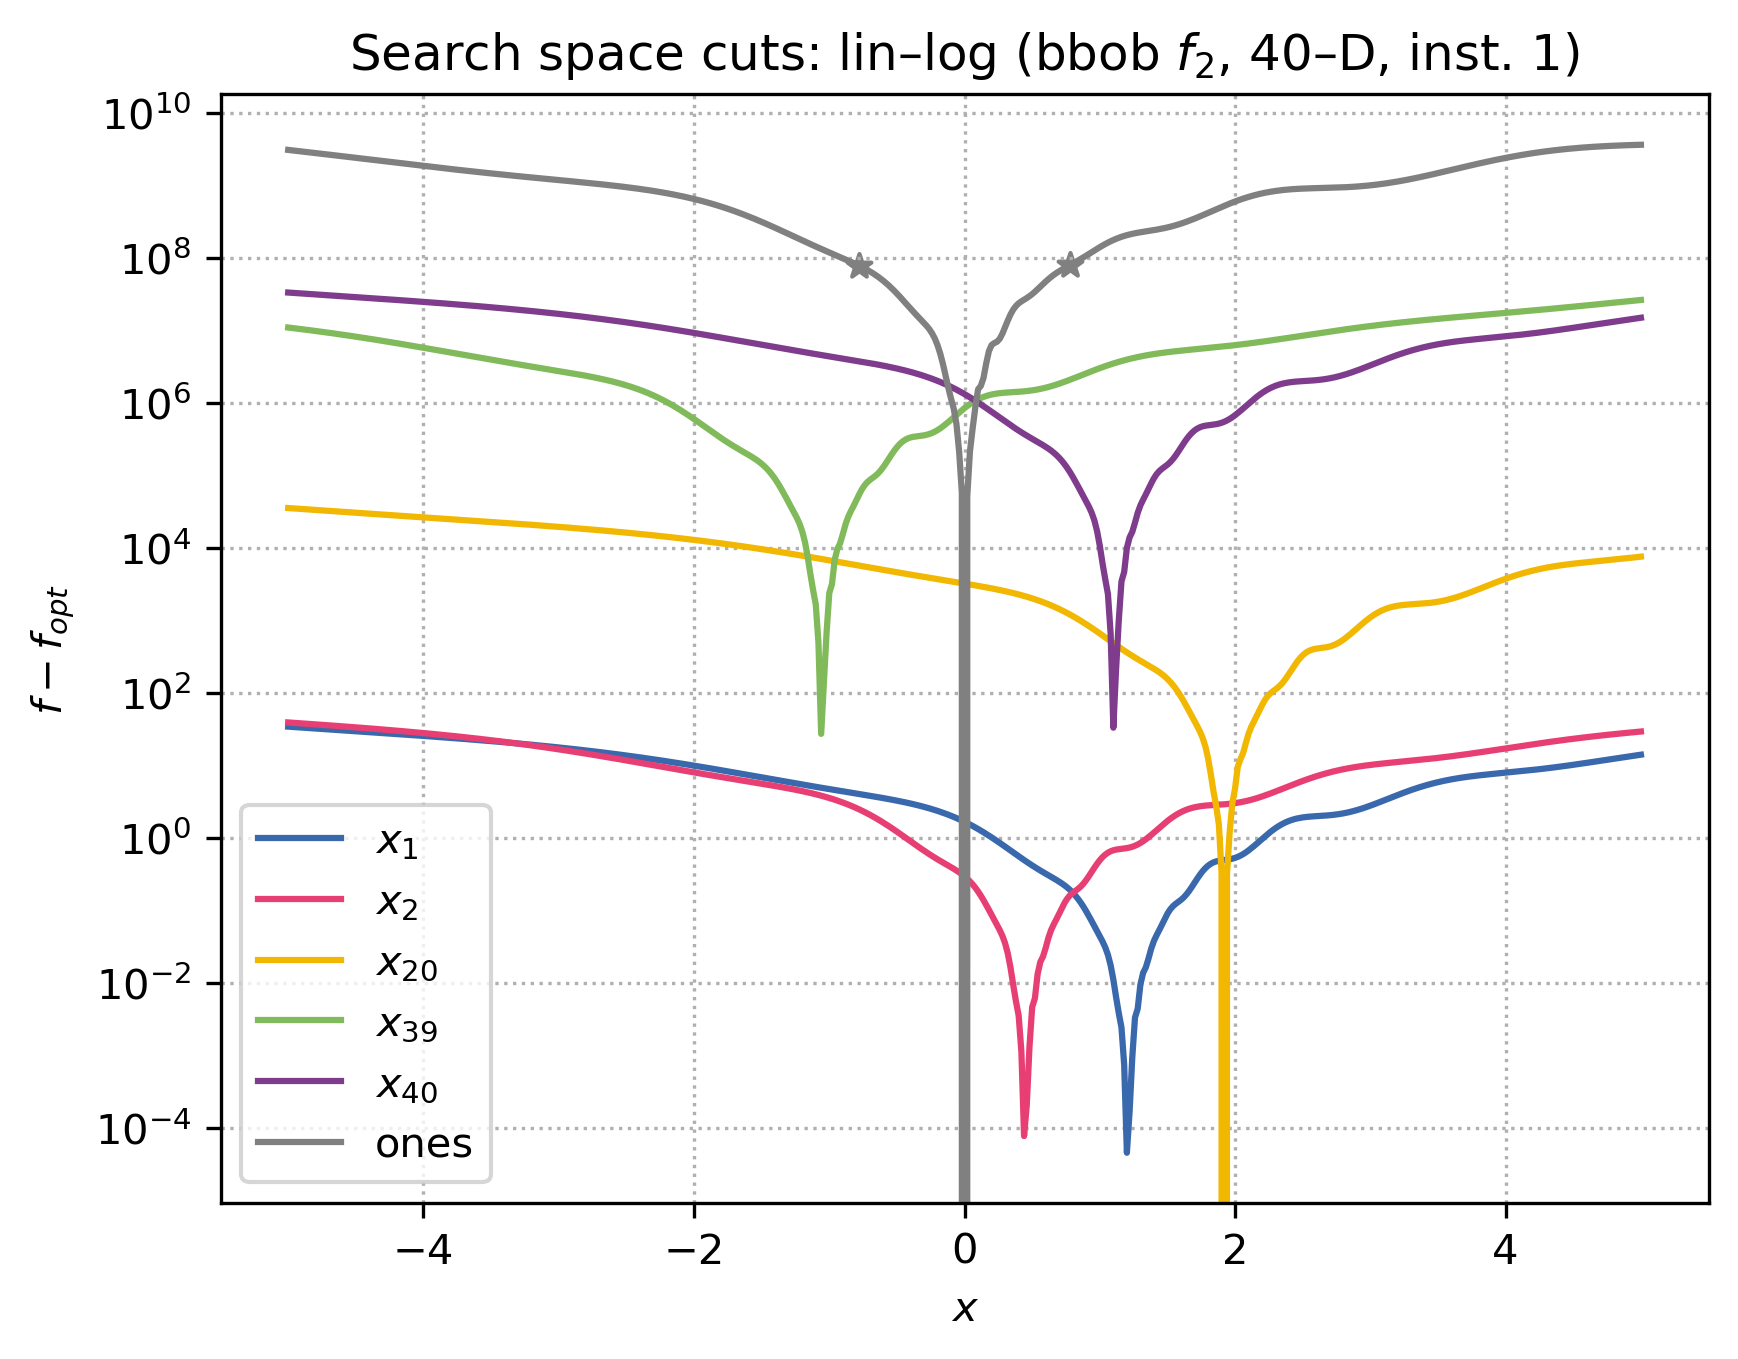 Search space cuts: lin–log (bbob f₂, 40–D, inst. 1)
10¹⁰
10⁸
10⁶
10⁴
10²
10⁰
10⁻²
10⁻⁴
f − f_opt
x₁
x₂
x₂₀
x₃₉
x₄₀
ones
−4 −2 0 2 4
x